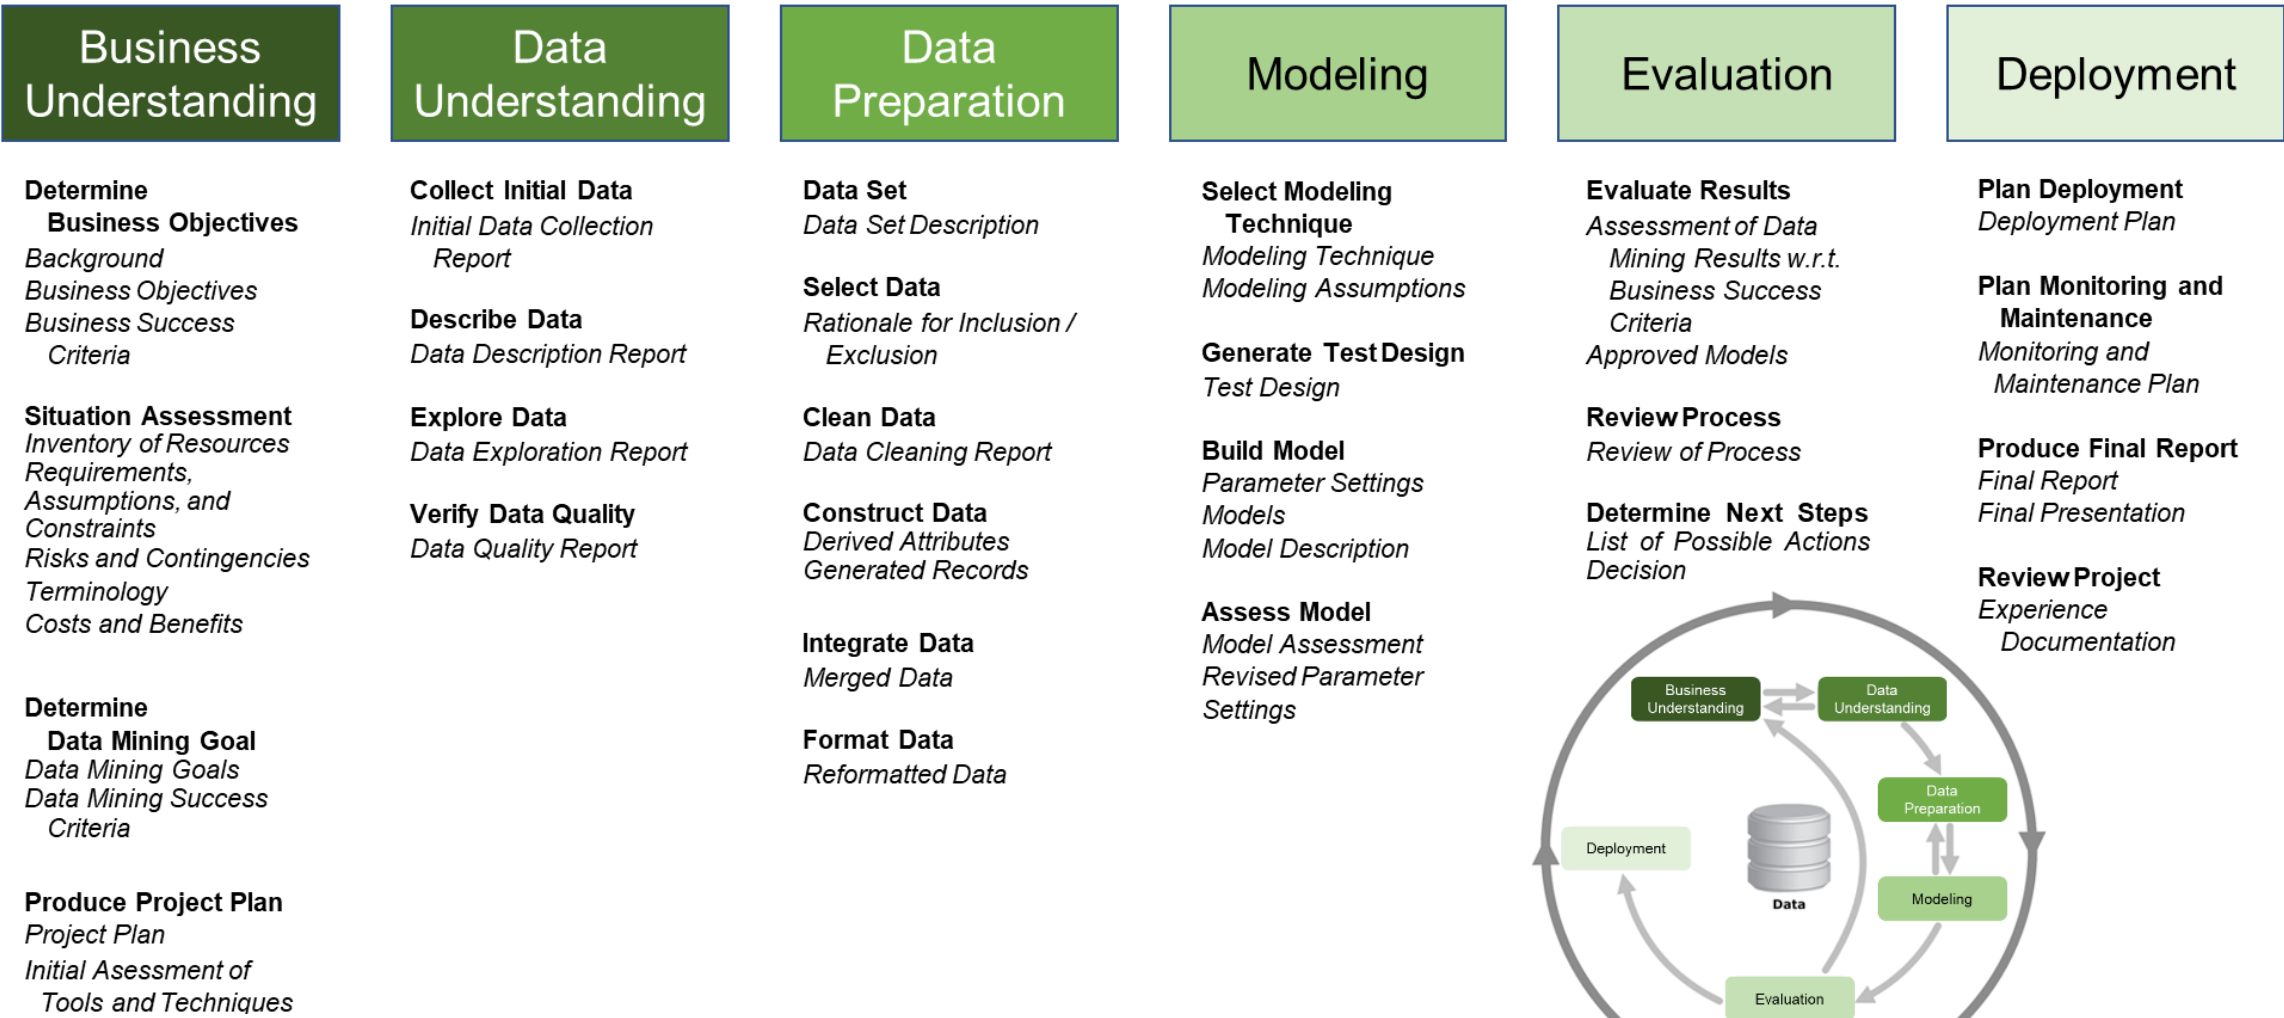 Business
Understanding
Data
Understanding
Data
Preparation
Modeling
Evaluation
Deployment
Determine
Business Objectives
Background
Business Objectives
Business Success
Criteria
Situation Assessment
Inventory of Resources
Requirements,
Assumptions, and
Constraints
Risks and Contingencies
Terminology
Costs and Benefits
Determine
Data Mining Goal
Data Mining Goals
Data Mining Success
Criteria
Produce Project Plan
Project Plan
Initial Asessment of
Tools and Techniques
Collect Initial Data
Initial Data Collection
Report
Describe Data
Data Description Report
Explore Data
Data Exploration Report
Verify Data Quality
Data Quality Report
Data Set
Data Set Description
Select Data
Rationale for Inclusion /
Exclusion
Clean Data
Data Cleaning Report
Construct Data
Derived Attributes
Generated Records
Integrate Data
Merged Data
Format Data
Reformatted Data
Select Modeling
Technique
Modeling Technique
Modeling Assumptions
Generate Test Design
Test Design
Build Model
Parameter Settings
Models
Model Description
Assess Model
Model Assessment
Revised Parameter
Settings
Evaluate Results
Assessment of Data
Mining Results w.r.t.
Business Success
Criteria
Approved Models
Review Process
Review of Process
Determine Next Steps
List of Possible Actions
Decision
Plan Deployment
Deployment Plan
Plan Monitoring and
Maintenance
Monitoring and
Maintenance Plan
Produce Final Report
Final Report
Final Presentation
Review Project
Experience
Documentation
Business
Understanding
Data
Understanding
Data
Preparation
Deployment
Data
Modeling
Evaluation